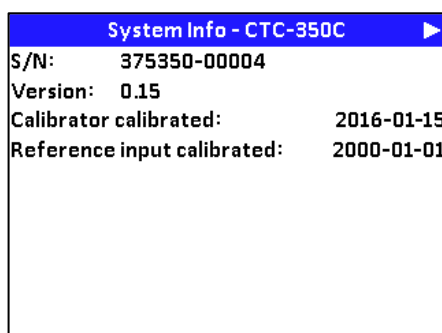 System Info - CTC-350C
S/N: 375350-00004
Version: 0.15
Calibrator calibrated: 2016-01-15
Reference input calibrated: 2000-01-01